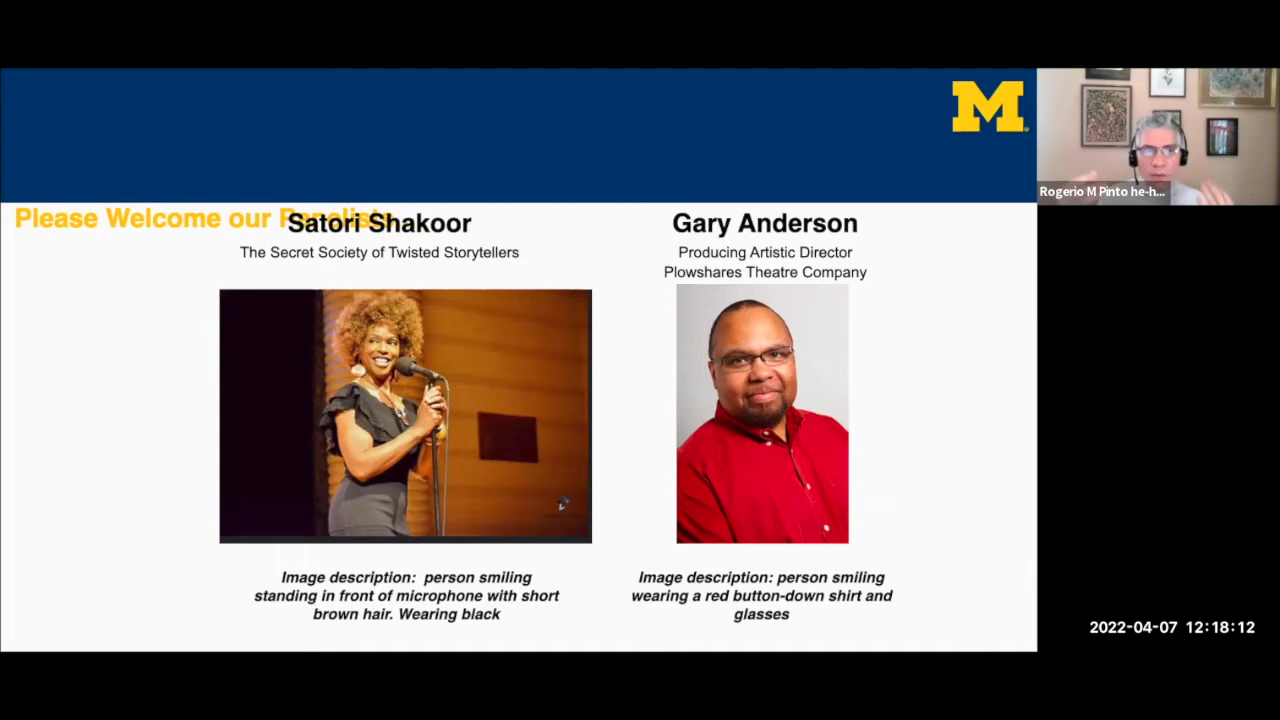 M
Rogerio M Pinto he-h...
Please Welcome our Panelists
Satori Shakoor
The Secret Society of Twisted Storytellers
Gary Anderson
Producing Artistic Director
Plowshares Theatre Company
Image description:  person smiling
standing in front of microphone with short
brown hair. Wearing black
Image description: person smiling
wearing a red button-down shirt and
glasses
2022-04-07 12:18:12